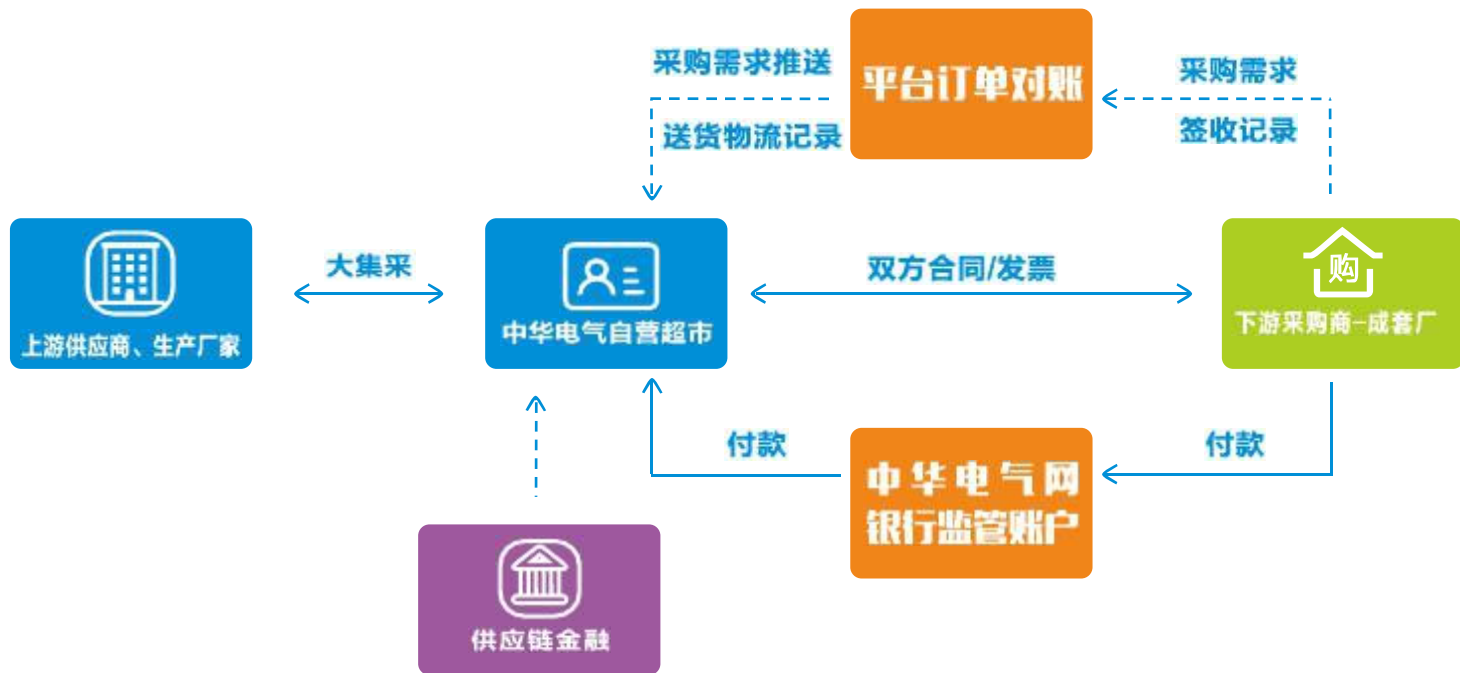 采购需求推送
平台订单对账
采购需求
送货物流记录
签收记录
大集采
双方合同/发票
购
上游供应商、生产厂家
中华电气自营超市
下游采购商-成套厂
付款
付款
中华电气网
银行监管账户
供应链金融